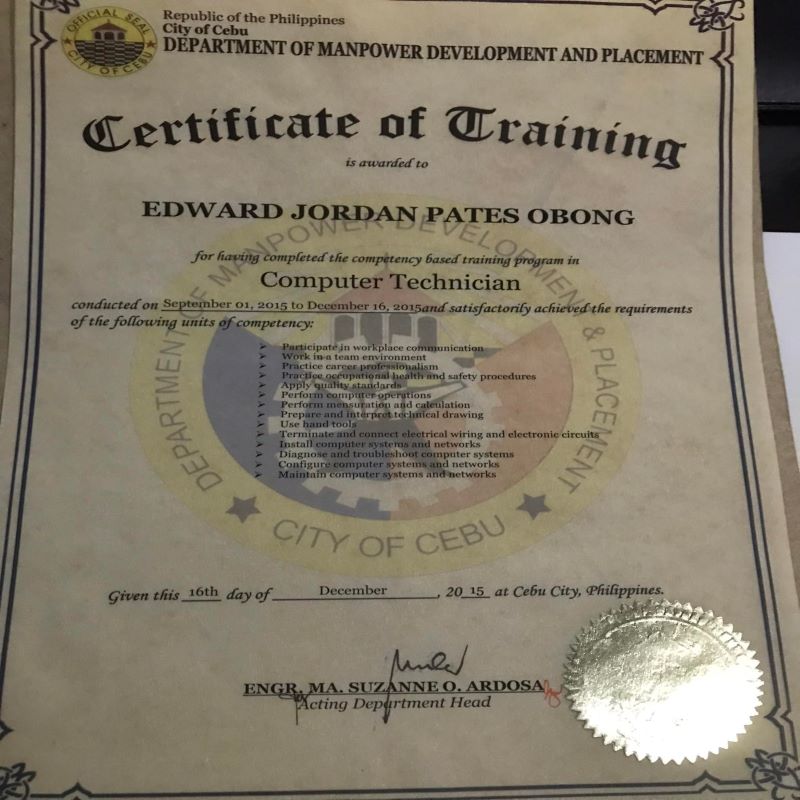 OFFICIAL SEAL
CITY OF CEBU
Republic of the Philippines
City of Cebu
DEPARTMENT OF MANPOWER DEVELOPMENT AND PLACEMENT
Certificate of Training
is awarded to
EDWARD JORDAN PATES OBONG
for having completed the competency based training program in
Computer Technician
conducted on September 01, 2015 to December 16, 2015 and satisfactorily achieved the requirements
of the following units of competency:
➢ Participate in workplace communication
➢ Work in a team environment
➢ Practice career professionalism
➢ Practice occupational health and safety procedures
➢ Apply quality standards
➢ Perform computer operations
➢ Perform mensuration and calculation
➢ Prepare and interpret technical drawing
➢ Use hand tools
➢ Terminate and connect electrical wiring and electronic circuits
➢ Install computer systems and networks
➢ Diagnose and troubleshoot computer systems
➢ Configure computer systems and networks
➢ Maintain computer systems and networks
DEPARTMENT OF MANPOWER DEVELOPMENT & PLACEMENT
CITY OF CEBU
Given this 16th day of December, 20 15 at Cebu City, Philippines.
ENGR. MA. SUZANNE O. ARDOSA
Acting Department Head